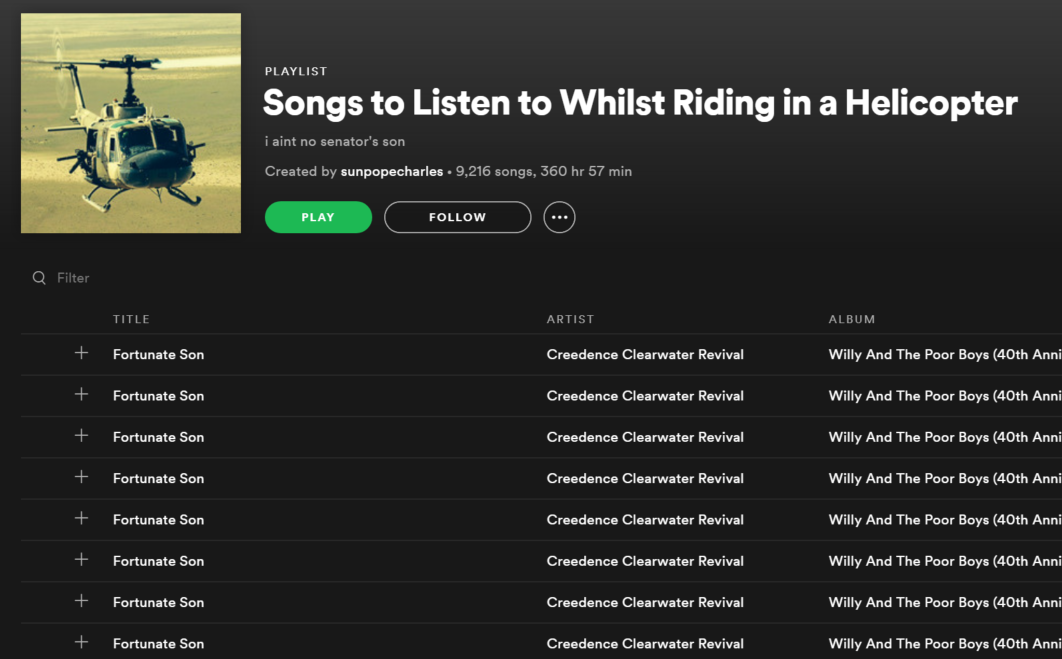 PLAYLIST
Songs to Listen to Whilst Riding in a Helicopter
i aint no senator's son
Created by sunpopecharles • 9,216 songs, 360 hr 57 min
PLAY FOLLOW
Filter
TITLE ARTIST ALBUM
Fortunate Son Creedence Clearwater Revival Willy And The Poor Boys (40th Anni
Fortunate Son Creedence Clearwater Revival Willy And The Poor Boys (40th Anni
Fortunate Son Creedence Clearwater Revival Willy And The Poor Boys (40th Anni
Fortunate Son Creedence Clearwater Revival Willy And The Poor Boys (40th Anni
Fortunate Son Creedence Clearwater Revival Willy And The Poor Boys (40th Anni
Fortunate Son Creedence Clearwater Revival Willy And The Poor Boys (40th Anni
Fortunate Son Creedence Clearwater Revival Willy And The Poor Boys (40th Anni
Fortunate Son Creedence Clearwater Revival Willy And The Poor Boys (40th Anni